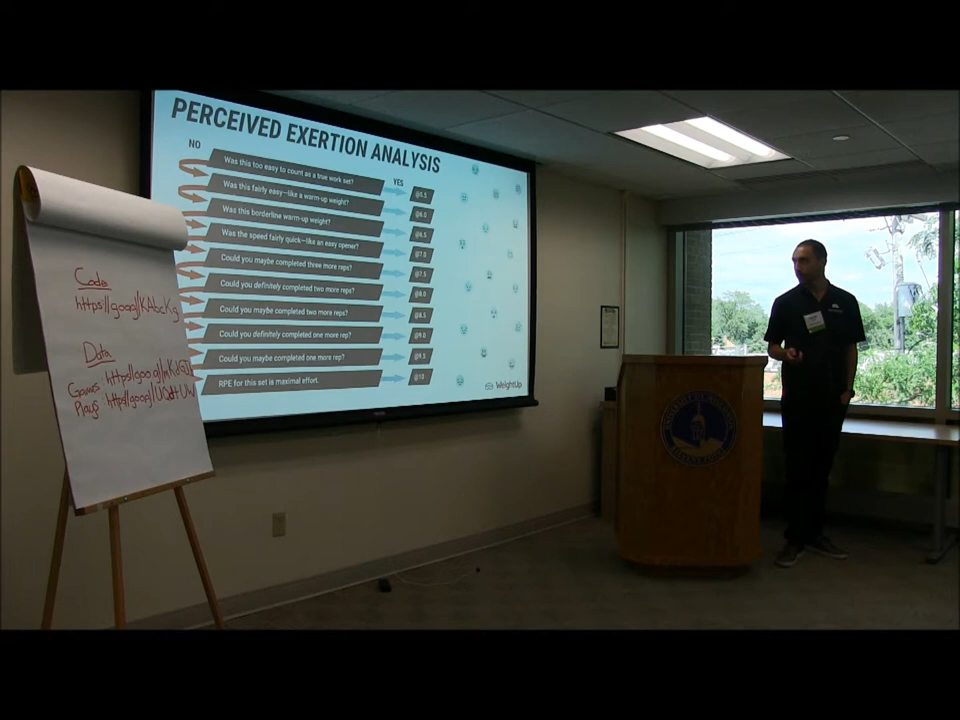 PERCEIVED EXERTION ANALYSIS
NO
YES
Was this too easy to count as a true work set?
@5.5
Was this fairly easy—like a warm-up weight?
@6.0
Was this borderline warm-up weight?
@6.5
Was the speed fairly quick—like an easy opener?
@7.0
Could you maybe completed three more reps?
@7.5
Could you definitely completed two more reps?
@8.0
Could you maybe completed two more reps?
@8.5
Could you definitely completed one more rep?
@9.0
Could you maybe completed one more rep?
@9.5
RPE for this set is maximal effort.
@10
WeightUp
Code
Data
Games:
Plays: